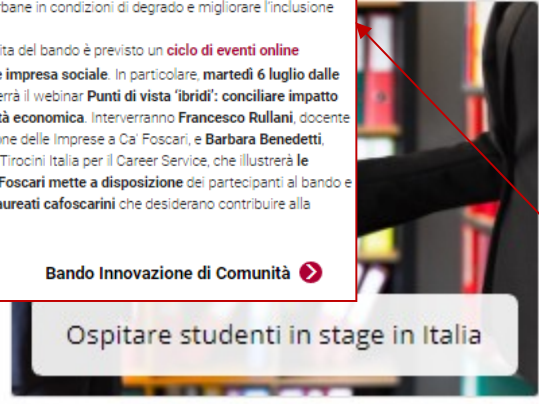 rbane in condizioni di degrado e migliorare l'inclusione
ita del bando è previsto un ciclo di eventi online
e impresa sociale. In particolare, martedì 6 luglio dalle
errà il webinar Punti di vista 'ibridi': conciliare impatto
tà economica. Interverranno Francesco Rullani, docente
one delle Imprese a Ca' Foscari, e Barbara Benedetti,
Tirocini Italia per il Career Service, che illustrerà le
Foscari mette a disposizione dei partecipanti al bando e
aureati cafoscarini che desiderano contribuire alla
Bando Innovazione di Comunità
Ospitare studenti in stage in Italia